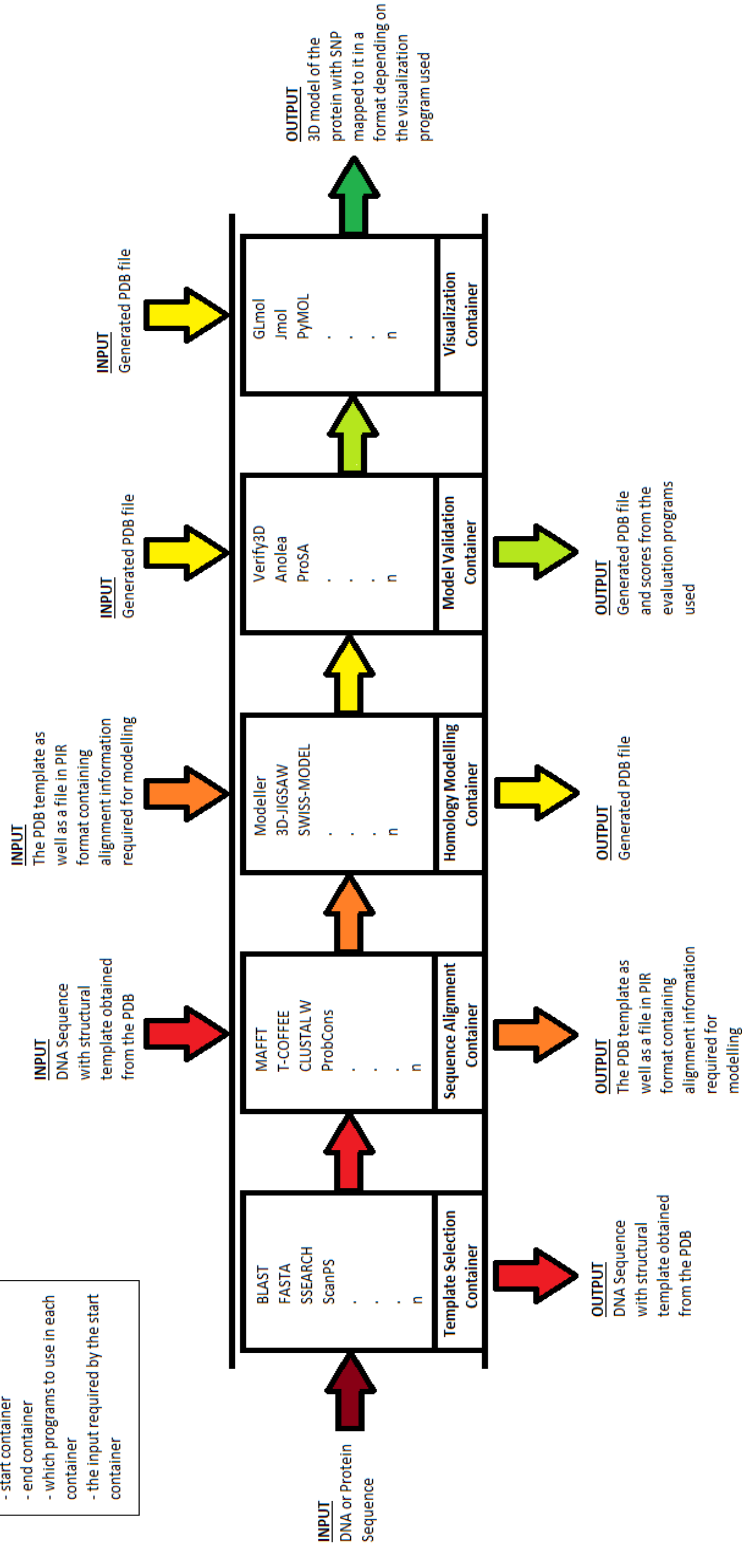 - start container
- end container
- which programs to use in each
container
- the input required by the start
container
INPUT
DNA or Protein
Sequence
BLAST
FASTA
SSEARCH
ScanPS
.
.
.
n
Template Selection
Container
OUTPUT
DNA Sequence
with structural
template obtained
from the PDB
INPUT
DNA Sequence
with structural
template obtained
from the PDB
MAFFT
T-COFFEE
CLUSTAL W
ProbCons
.
.
.
n
Sequence Alignment
Container
OUTPUT
The PDB template as
well as a file in PIR
format containing
alignment information
required for
modelling
INPUT
The PDB template as
well as a file in PIR
format containing
alignment information
required for modelling
Modeller
3D-JIGSAW
SWISS-MODEL
.
.
.
n
Homology Modelling
Container
OUTPUT
Generated PDB file
INPUT
Generated PDB file
Verify3D
Anolea
ProSA
.
.
.
n
Model Validation
Container
OUTPUT
Generated PDB file
and scores from the
evaluation programs
used
INPUT
Generated PDB file
GLmol
Jmol
PyMOL
.
.
.
n
Visualization
Container
OUTPUT
3D model of the
protein with SNP
mapped to it in a
format depending on
the visualization
program used